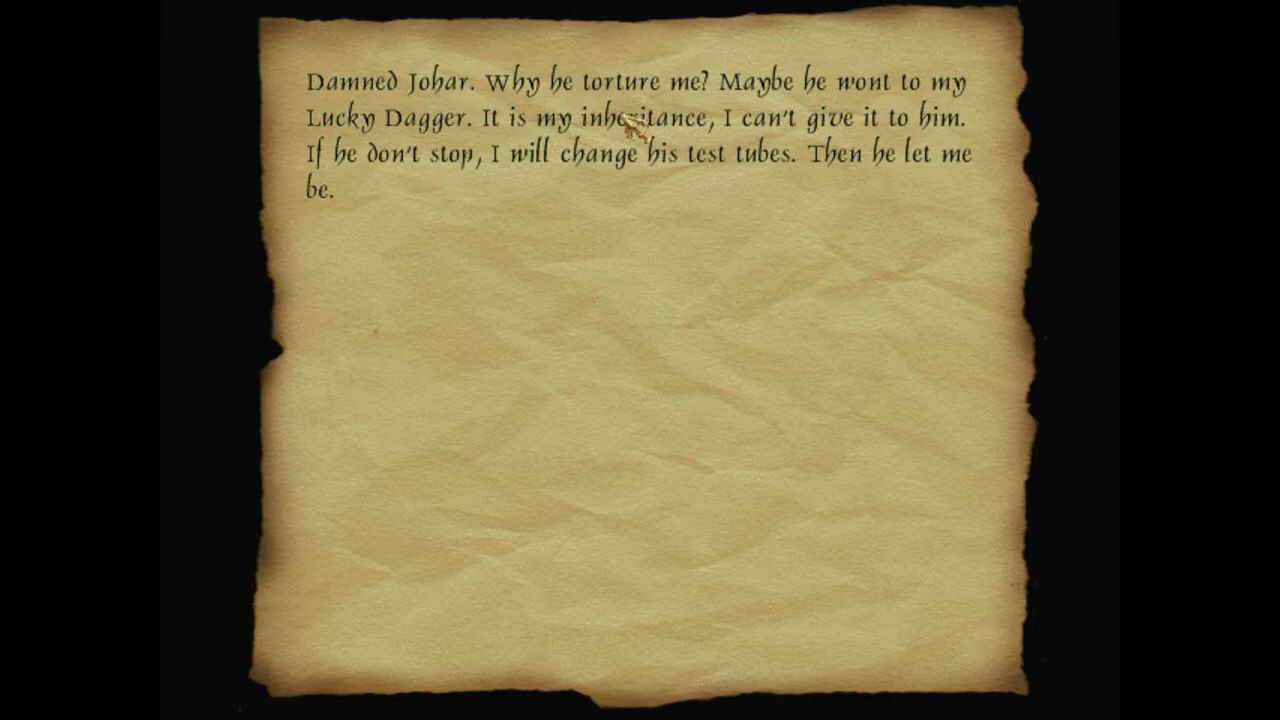 Damned Johar. Why he torture me? Maybe he wont to my
Lucky Dagger. It is my inheritance, I can't give it to him.
If he don't stop, I will change his test tubes. Then he let me
be.